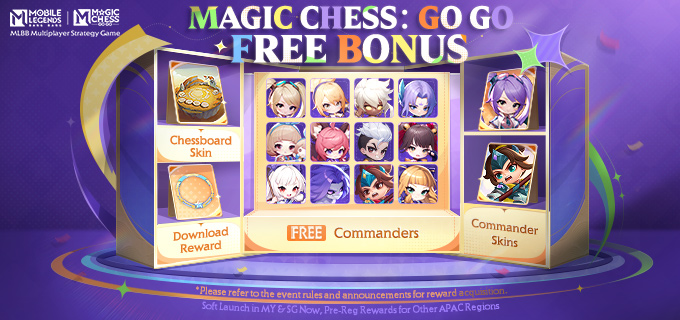 MOBILE LEGENDS
BANG BANG
MAGIC CHESS
GO GO
MLBB Multiplayer Strategy Game
MAGIC CHESS: GO GO
FREE BONUS
Chessboard
Skin
Download
Reward
FREE Commanders
Commander
Skins
*Please refer to the event rules and announcements for reward acquisition.
Soft Launch in MY & SG Now, Pre-Reg Rewards for Other APAC Regions